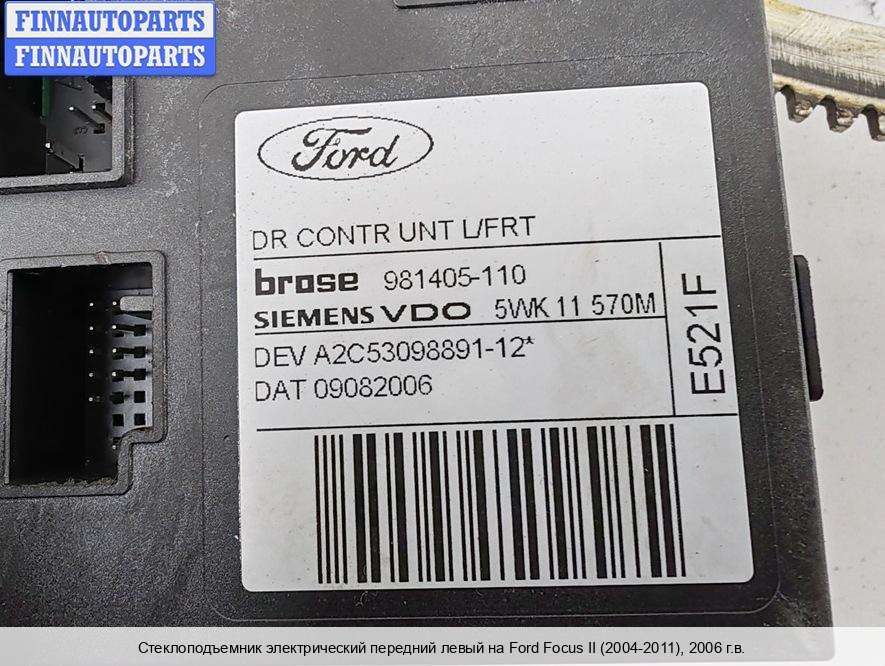 FINNAUTOPARTS
FINNAUTOPARTS
Ford
DR CONTR UNT L/FRT
brose 981405-110
SIEMENS VDO 5WK 11 570M
DEV A2C53098891-12*
DAT 09082006
E521F
Стеклоподъемник электрический передний левый на Ford Focus II (2004-2011), 2006 г.в.